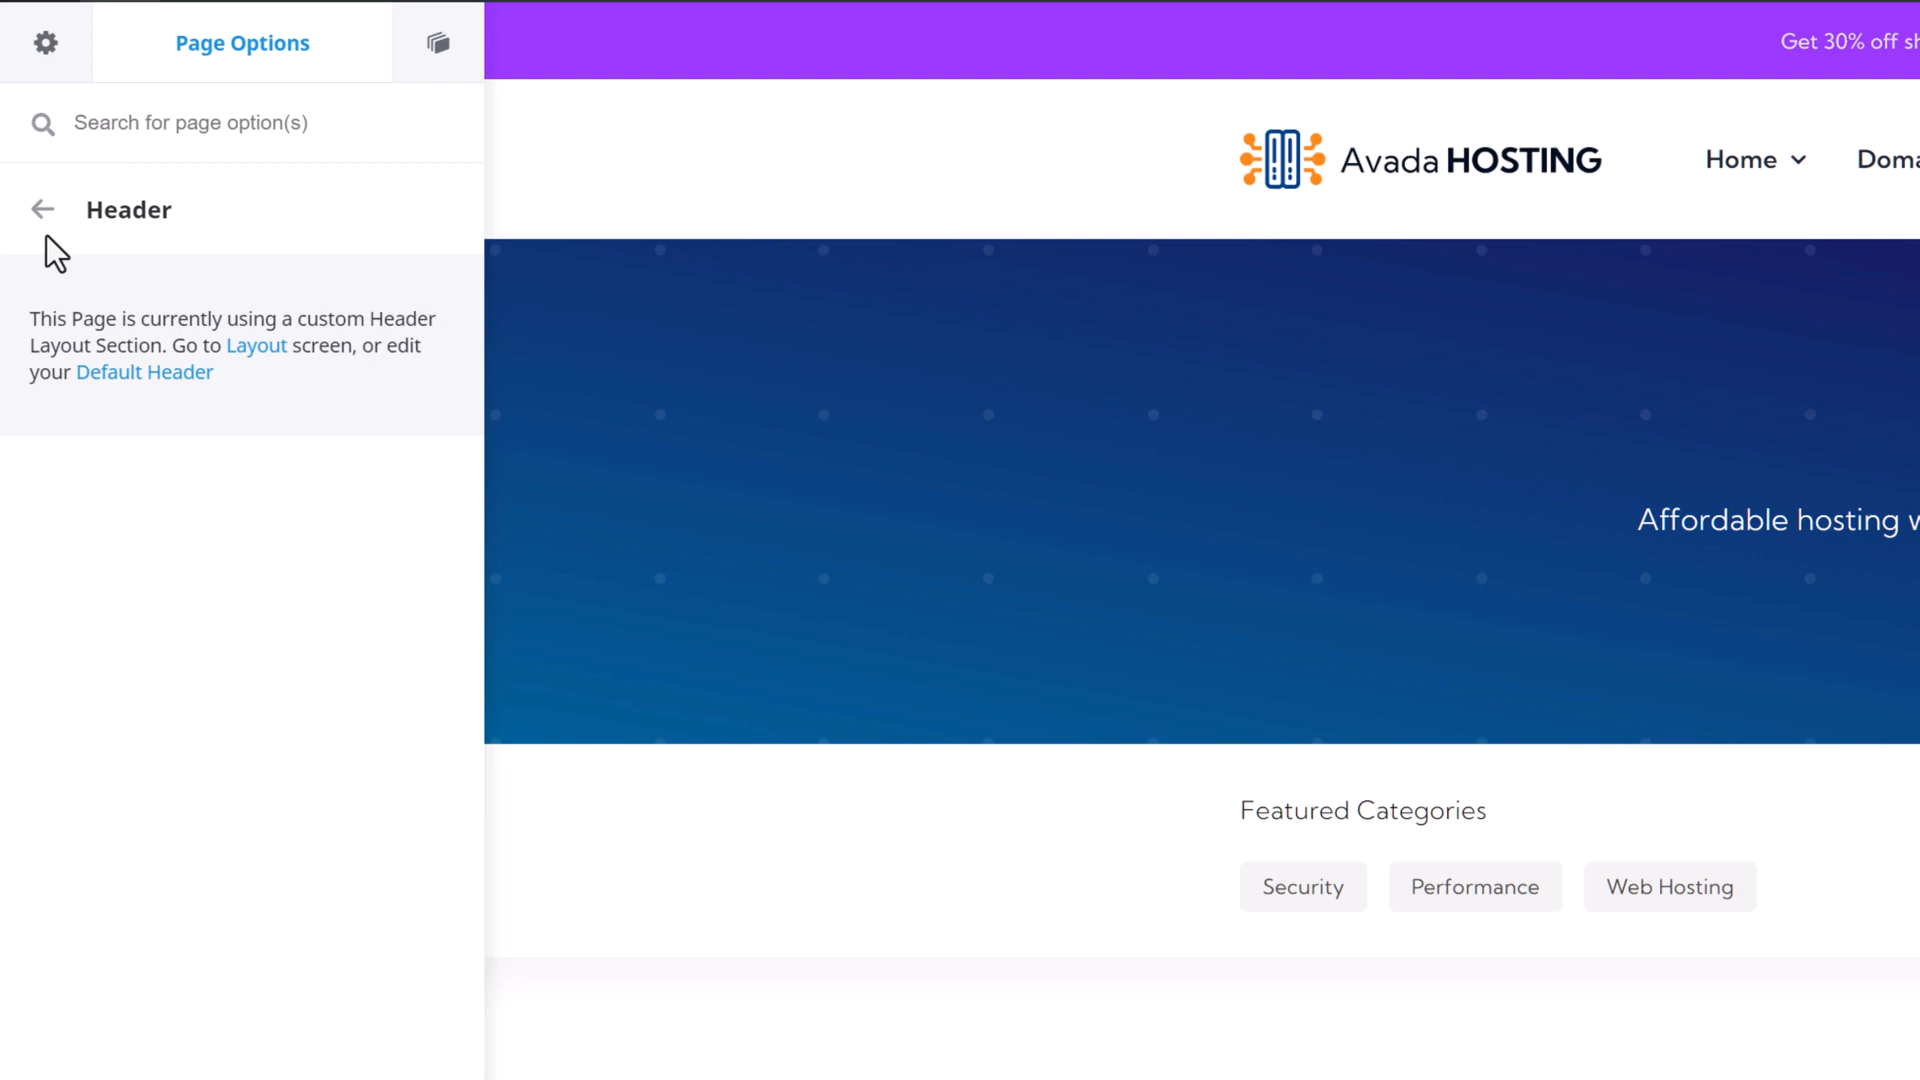 Page Options
Search for page option(s)
Header
This Page is currently using a custom Header
Layout Section. Go to Layout screen, or edit
your Default Header
Get 30% off
Avada HOSTING
Home
Affordable hosting
Featured Categories
Security
Performance
Web Hosting